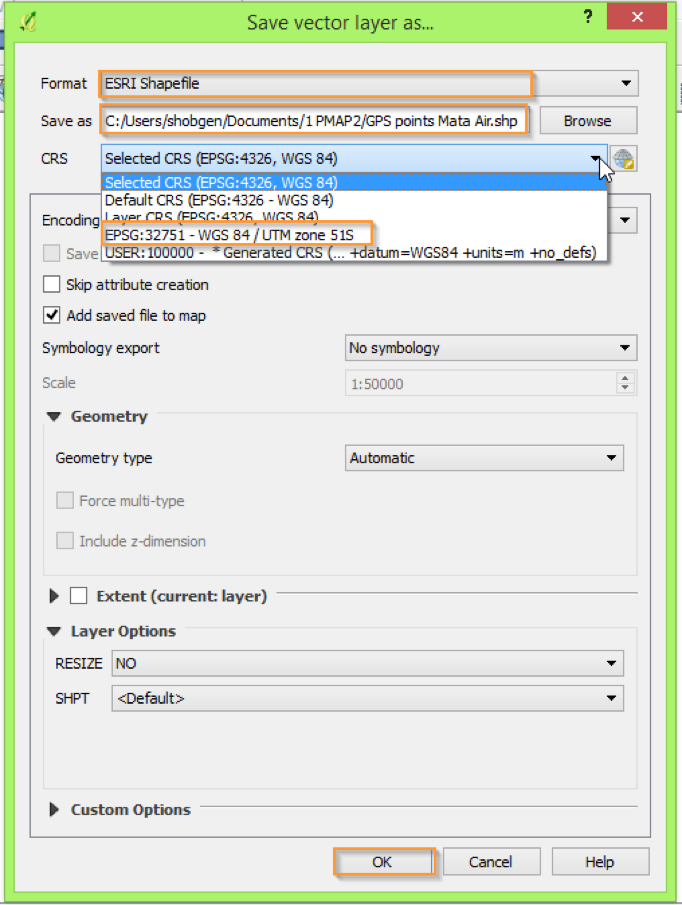 Save vector layer as...
?
Format ESRI Shapefile
Save as C:/Users/shobgen/Documents/1 PMAP2/GPS points Mata Air.shp Browse
CRS Selected CRS (EPSG:4326, WGS 84)
Selected CRS (EPSG:4326, WGS 84)
Default CRS (EPSG:4326 - WGS 84)
Layer CRS (EPSG:4326, WGS 84)
Encoding
EPSG:32751 - WGS 84 / UTM zone 51S
Save
USER:100000 - * Generated CRS (... +datum=WGS84 +units=m +no_defs)
Skip attribute creation
Add saved file to map
Symbology export No symbology
Scale 1:50000
Geometry
Geometry type Automatic
Force multi-type
Include z-dimension
Extent (current: layer)
Layer Options
RESIZE NO
SHPT <Default>
Custom Options
OK Cancel Help